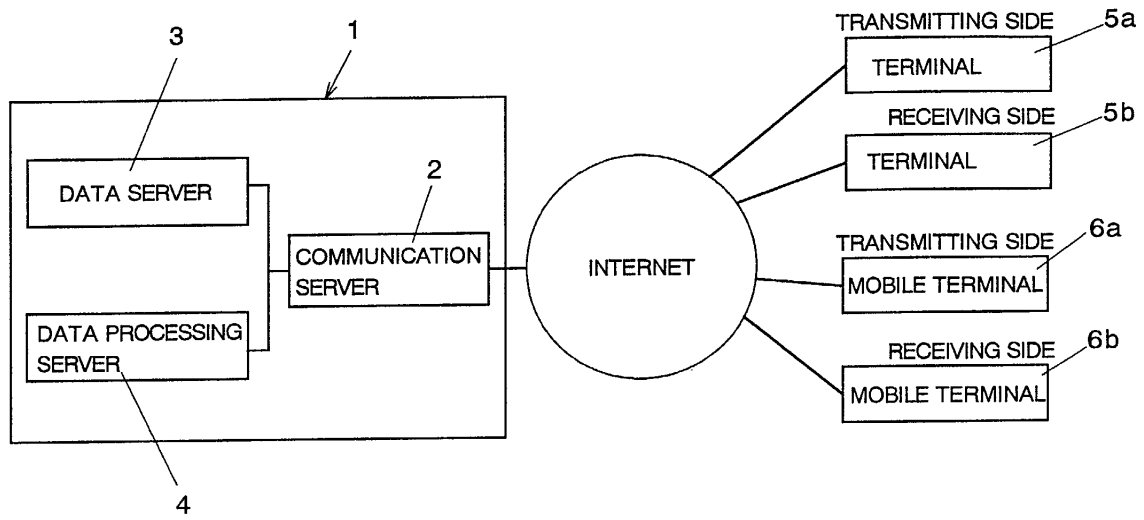 3
1
DATA SERVER
2
COMMUNICATION
SERVER
DATA PROCESSING
SERVER
4
INTERNET
TRANSMITTING SIDE
5a
TERMINAL
RECEIVING SIDE
5b
TERMINAL
TRANSMITTING SIDE
6a
MOBILE TERMINAL
RECEIVING SIDE
6b
MOBILE TERMINAL